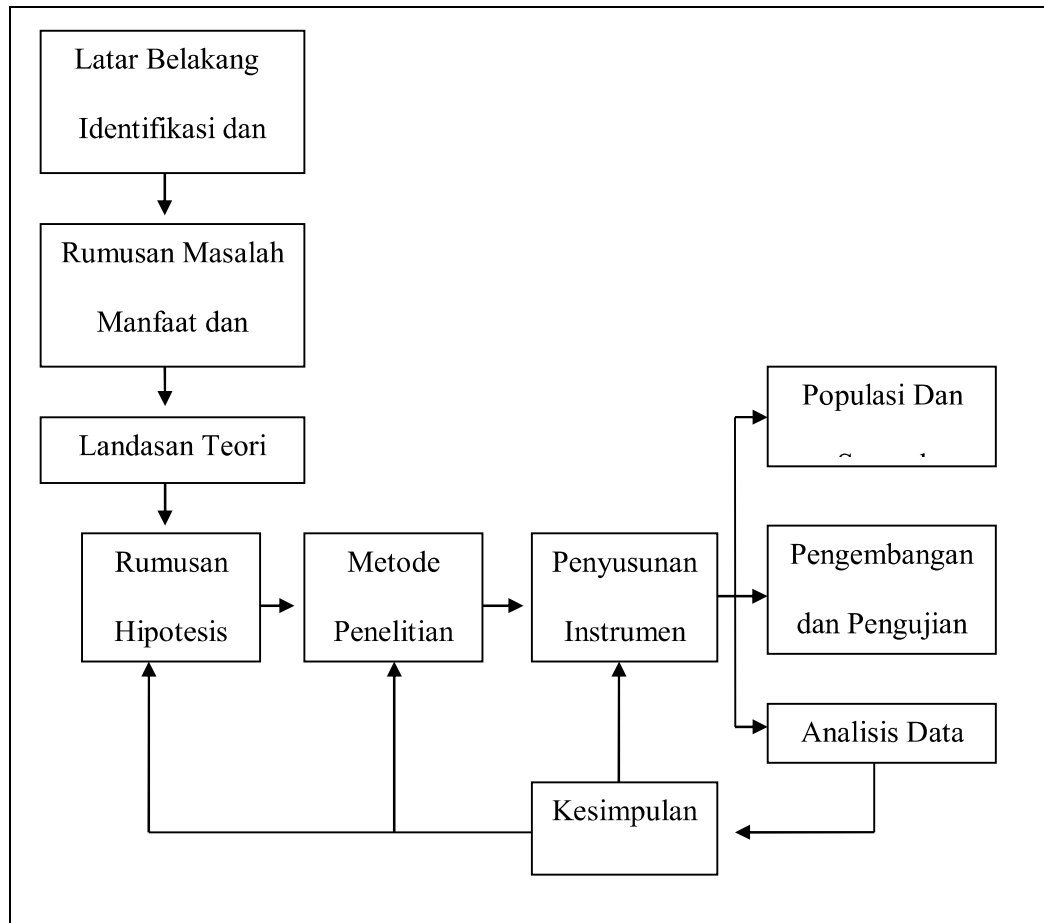 Latar Belakang
Identifikasi dan
Rumusan Masalah
Manfaat dan
Landasan Teori
Rumusan
Hipotesis
Metode
Penelitian
Penyusunan
Instrumen
Populasi Dan
Pengembangan
dan Pengujian
Analisis Data
Kesimpulan